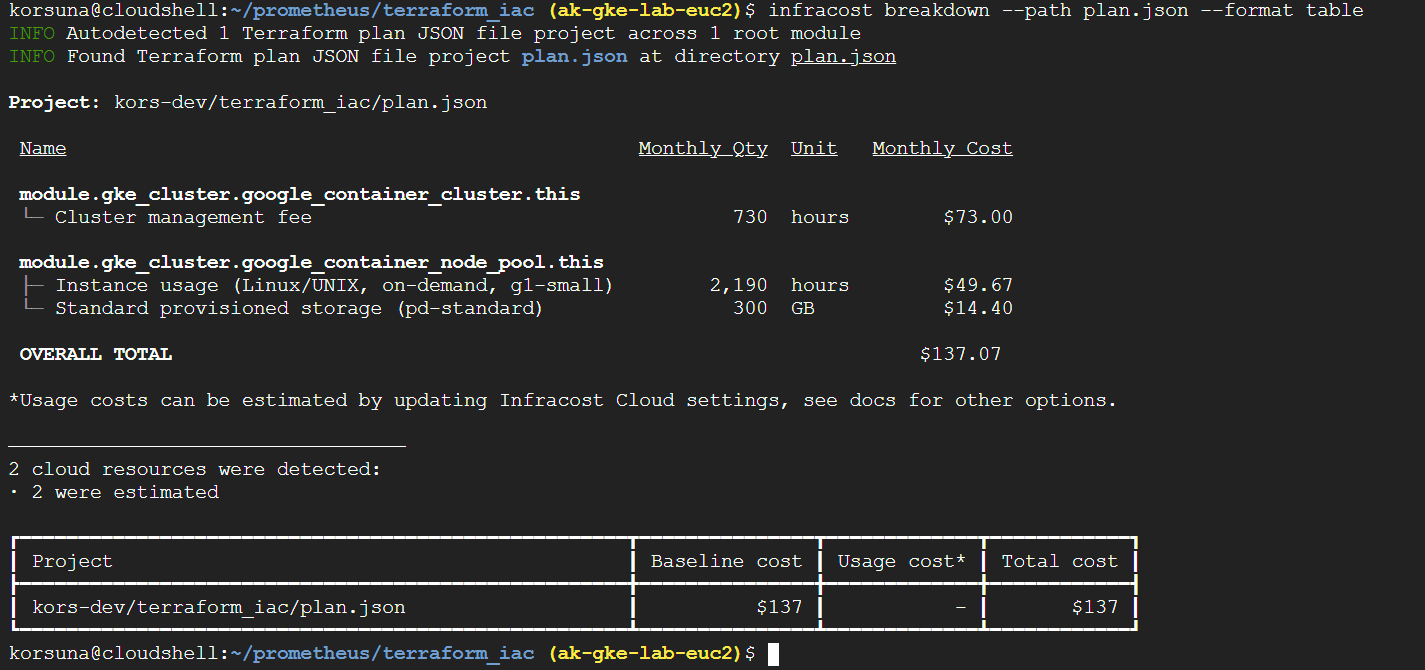 korsuna@cloudshell:~/prometheus/terraform_iac (ak-gke-lab-euc2)$ infracost breakdown --path plan.json --format table
INFO Autodetected 1 Terraform plan JSON file project across 1 root module
INFO Found Terraform plan JSON file project plan.json at directory plan.json
Project: kors-dev/terraform_iac/plan.json
Name Monthly Qty Unit Monthly Cost
module.gke_cluster.google_container_cluster.this
└─ Cluster management fee 730 hours $73.00
module.gke_cluster.google_container_node_pool.this
├─ Instance usage (Linux/UNIX, on-demand, g1-small) 2,190 hours $49.67
└─ Standard provisioned storage (pd-standard) 300 GB $14.40
OVERALL TOTAL $137.07
*Usage costs can be estimated by updating Infracost Cloud settings, see docs for other options.
2 cloud resources were detected:
∙ 2 were estimated
Project Baseline cost Usage cost* Total cost
kors-dev/terraform_iac/plan.json $137 - $137
korsuna@cloudshell:~/prometheus/terraform_iac (ak-gke-lab-euc2)$